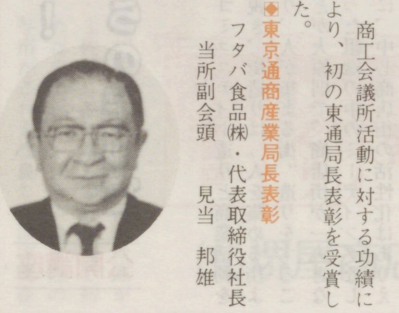 商工会議所活動に対する功績に
より、初の東通局長表彰を受賞し
た。
◆東京通商産業局長表彰
フタバ食品㈱・代表取締役社長
当所副会頭　見当　邦雄